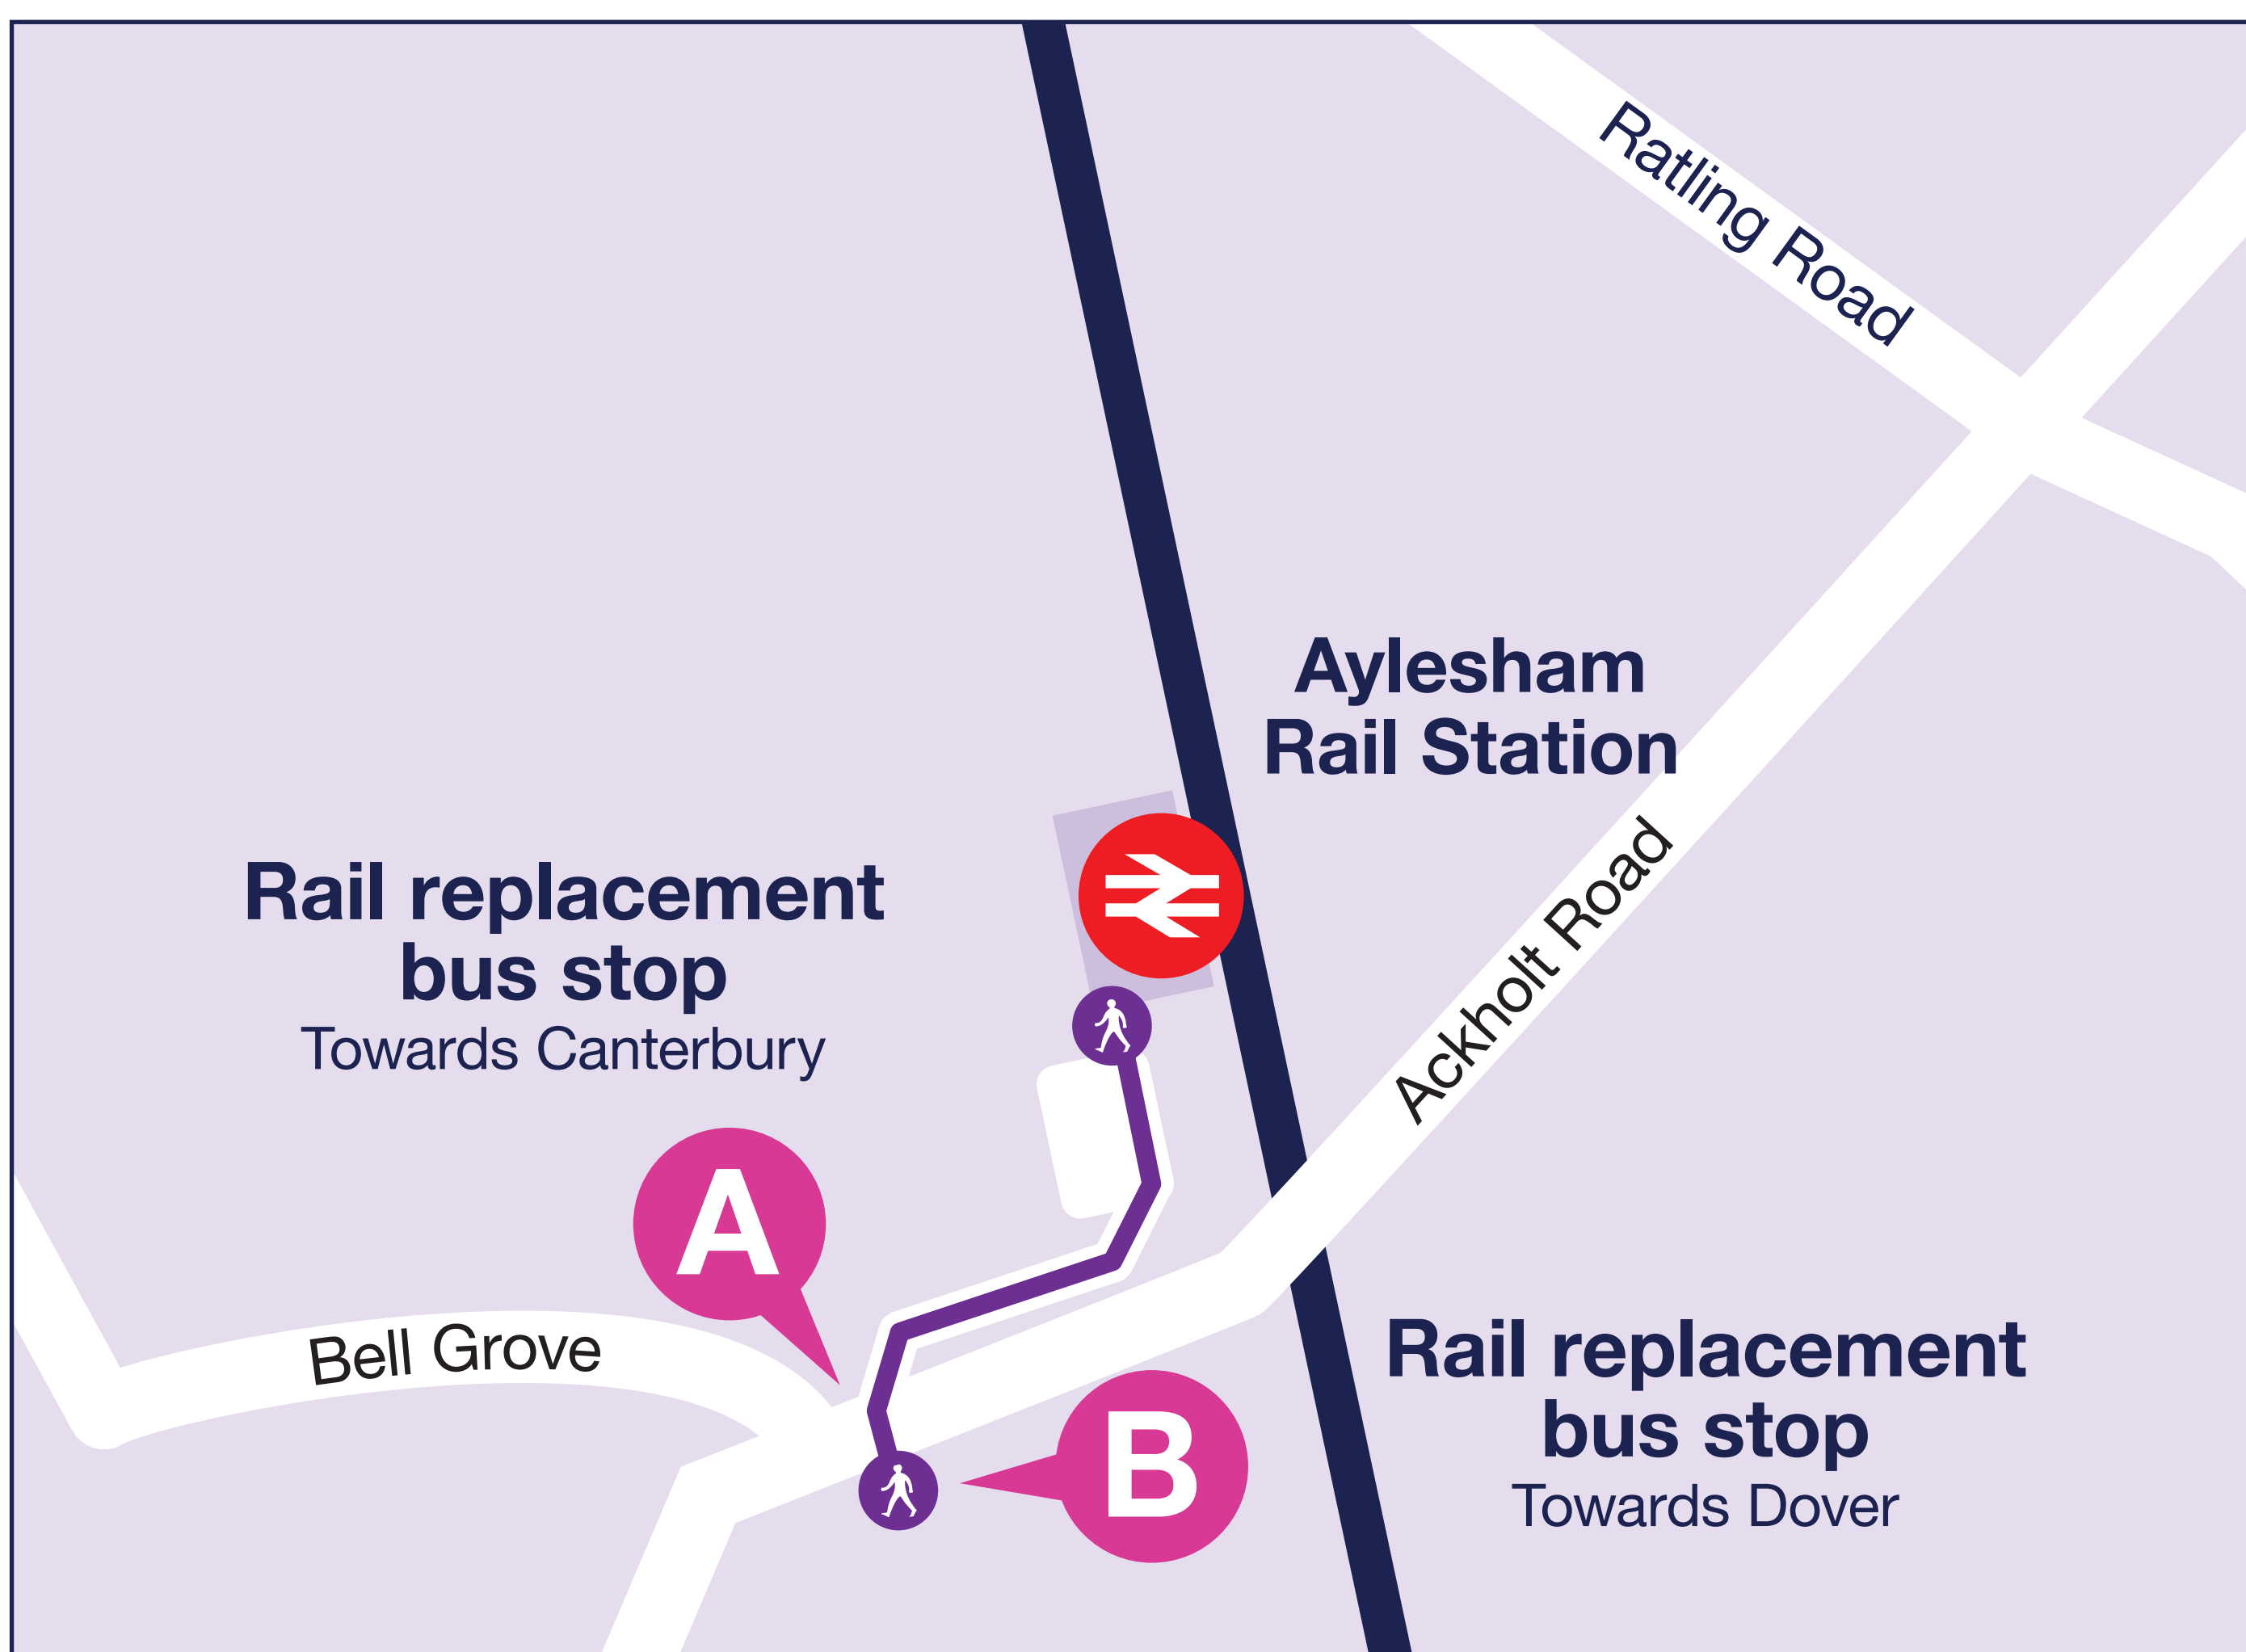 Ratling Road
Aylesham
Rail Station
Rail replacement
bus stop
Towards Canterbury
Ackholt Road
A
Bell Grove
B
Rail replacement
bus stop
Towards Dover